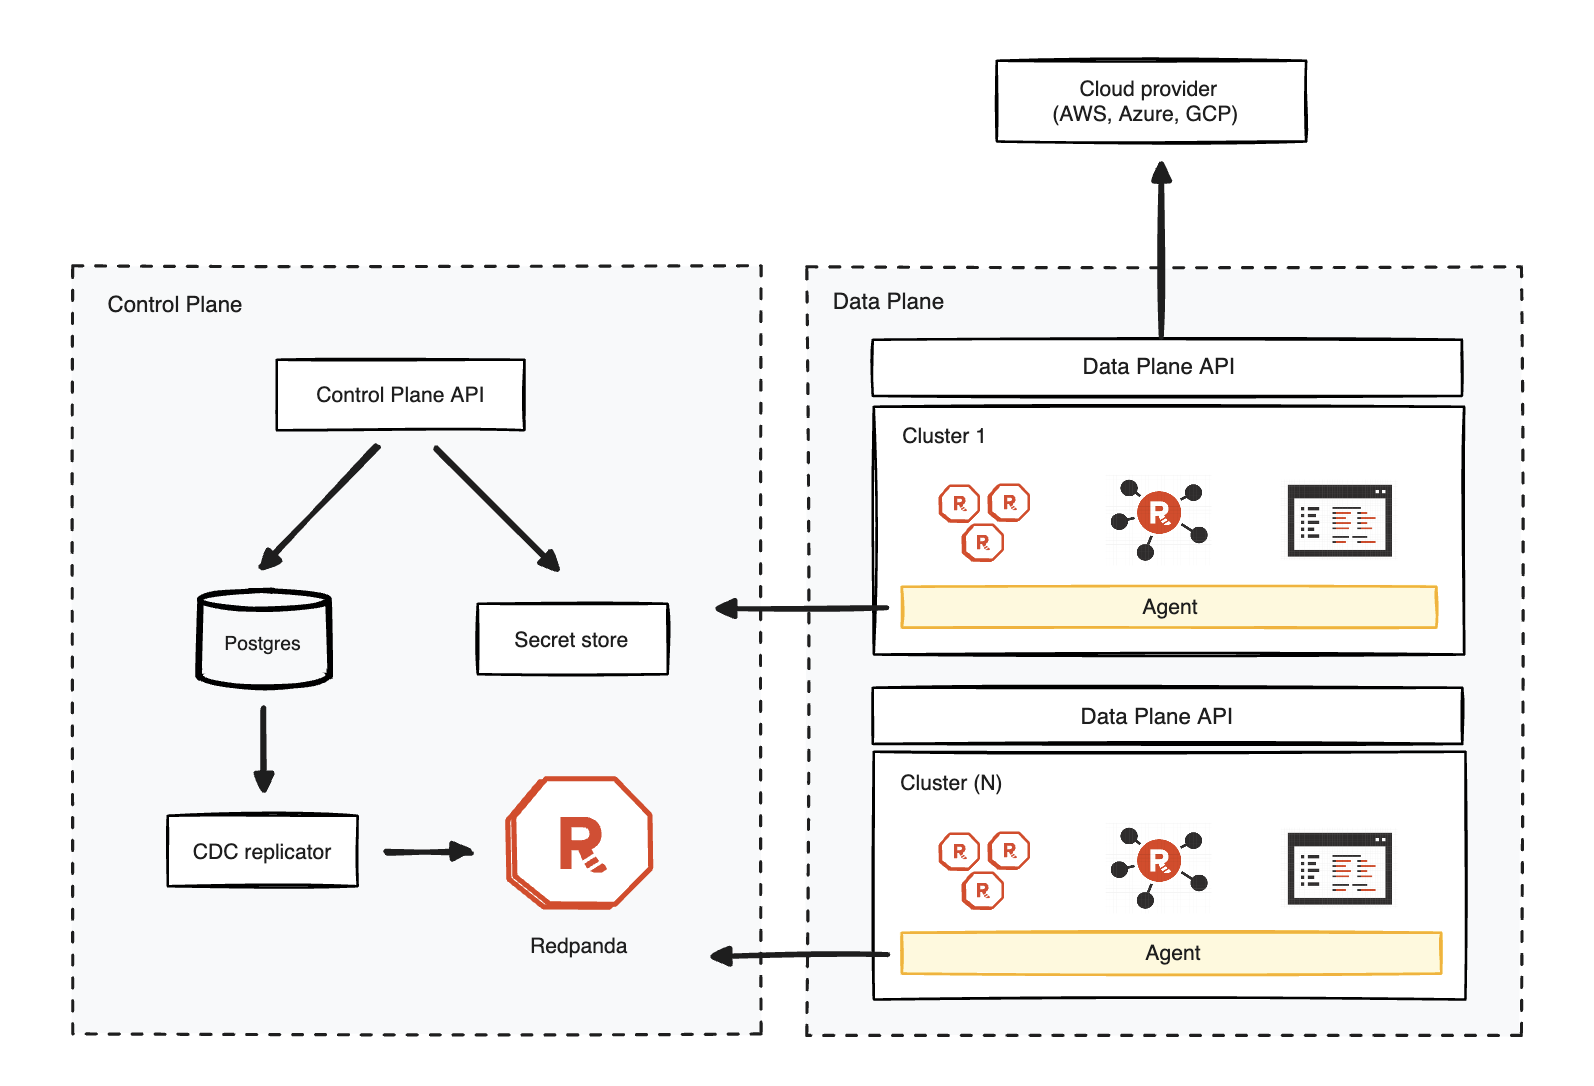 Cloud provider
(AWS, Azure, GCP)
Control Plane
Control Plane API
Postgres
Secret store
CDC replicator
R
Redpanda
Data Plane
Data Plane API
Cluster 1
R
R
R
R
Agent
Data Plane API
Cluster (N)
R
R
R
R
Agent